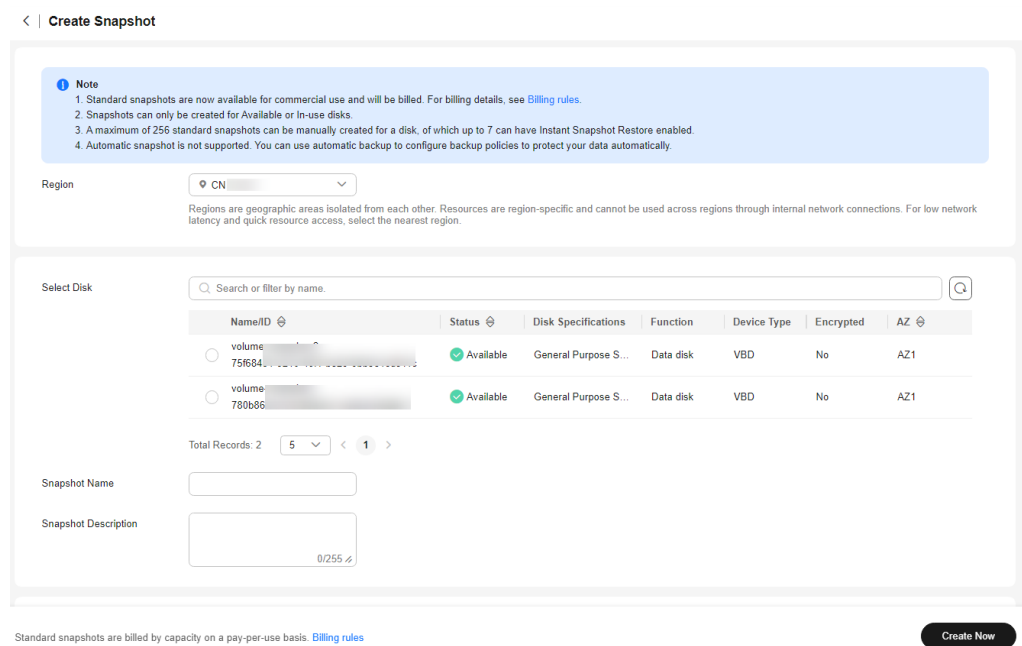 Create Snapshot
Note
1. Standard snapshots are now available for commercial use and will be billed. For billing details, see Billing rules.
2. Snapshots can only be created for Available or In-use disks.
3. A maximum of 256 standard snapshots can be manually created for a disk, of which up to 7 can have Instant Snapshot Restore enabled.
4. Automatic snapshot is not supported. You can use automatic backup to configure backup policies to protect your data automatically.
Region
CN
Regions are geographic areas isolated from each other. Resources are region-specific and cannot be used across regions through internal network connections. For low network
latency and quick resource access, select the nearest region.
Select Disk
Search or filter by name.
Name/ID Status Disk Specifications Function Device Type Encrypted AZ
volume
75f684
Available General Purpose S... Data disk VBD No AZ1
volume-
780b86
Available General Purpose S... Data disk VBD No AZ1
Total Records: 2 5 < 1 >
Snapshot Name
Snapshot Description
0/255
Standard snapshots are billed by capacity on a pay-per-use basis. Billing rules
Create Now